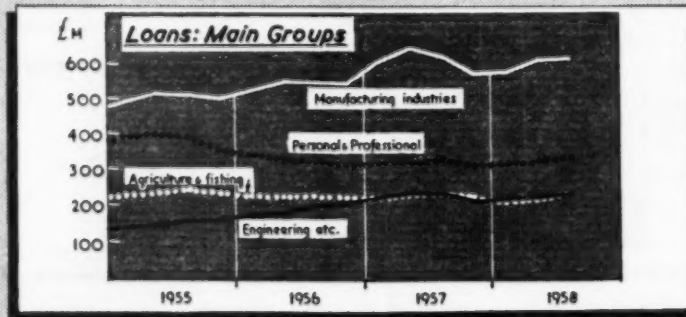 £M
Loans: Main Groups
600
500
400
300
200
100
Manufacturing industries
Personal & Professional
Agriculture & fishing
Engineering etc.
1955 1956 1957 1958